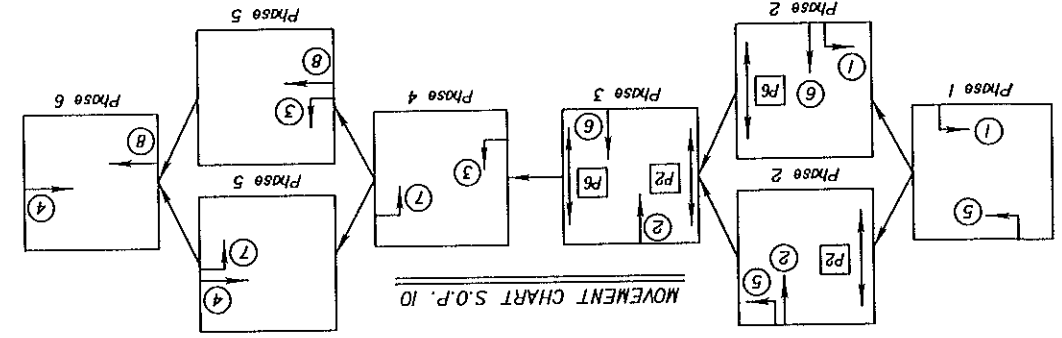 MOVEMENT CHART S.O.P. 10
5
1
Phase 1
5
2
P2
Phase 2
6
1
P6
Phase 2
2
P2
P6
6
Phase 3
7
3
Phase 4
4
7
Phase 5
3
8
Phase 5
4
8
Phase 6